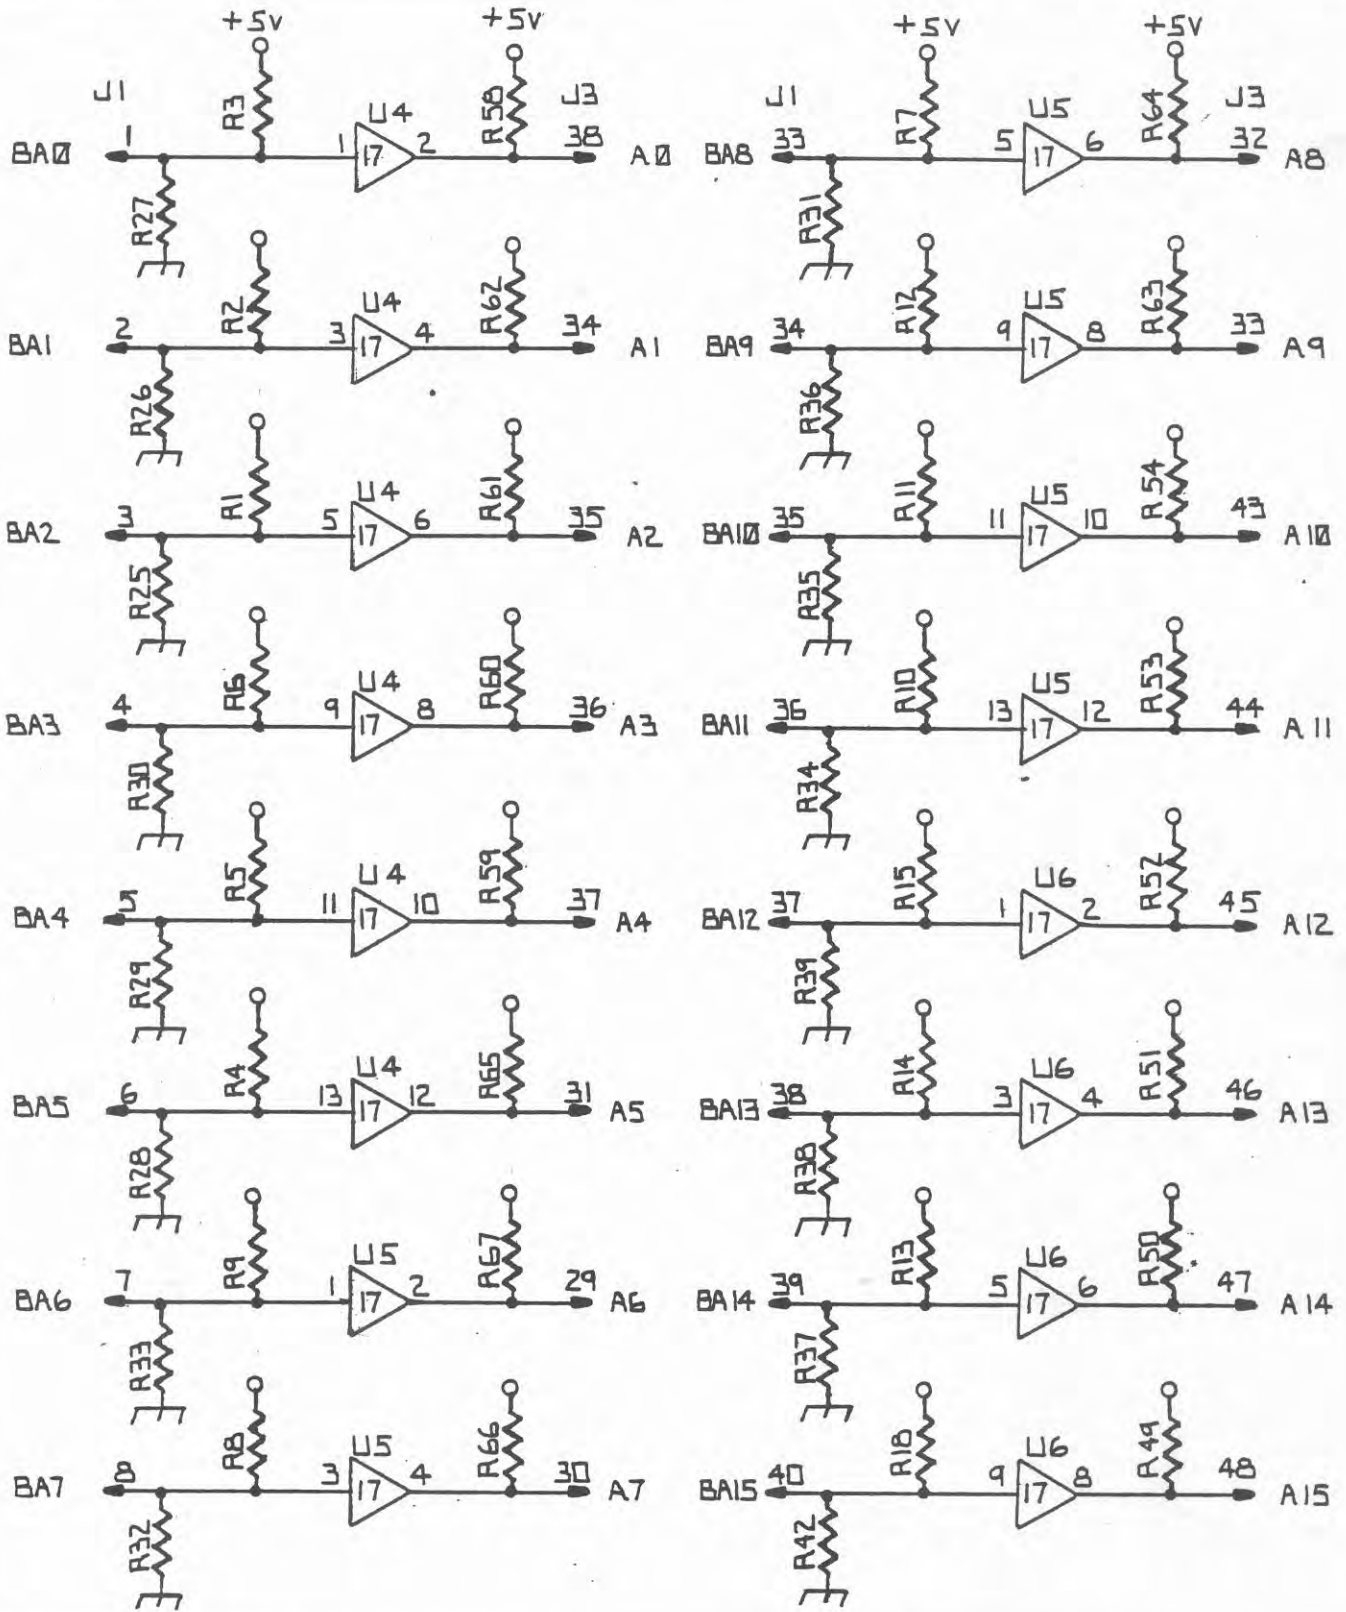 +5V +5V +5V +5V
J1 R3 U4 R58 J3 J1 R7 U5 R64 J3
BA0 1 1 17 2 38 A0 BA8 33 5 17 6 32 A8
R27 R31
R2 U4 R62 R12 U5 R63
BA1 2 3 17 4 34 A1 BA9 34 9 17 8 33 A9
R26 R36
R1 U4 R61 R11 U5 R54
BA2 3 5 17 6 35 A2 BA10 35 11 17 10 43 A10
R25 R35
R6 U4 R60 R10 U5 R53
BA3 4 9 17 8 36 A3 BA11 36 13 17 12 44 A11
R30 R34
R5 U4 R59 R15 U6 R52
BA4 5 11 17 10 37 A4 BA12 37 1 17 2 45 A12
R29 R39
R4 U4 R65 R14 U6 R51
BA5 6 13 17 12 31 A5 BA13 38 3 17 4 46 A13
R28 R38
R9 U5 R67 R13 U6 R50
BA6 7 1 17 2 29 A6 BA14 39 5 17 6 47 A14
R33 R37
R8 U5 R66 R18 U6 R49
BA7 8 3 17 4 30 A7 BA15 40 9 17 8 48 A15
R32 R42